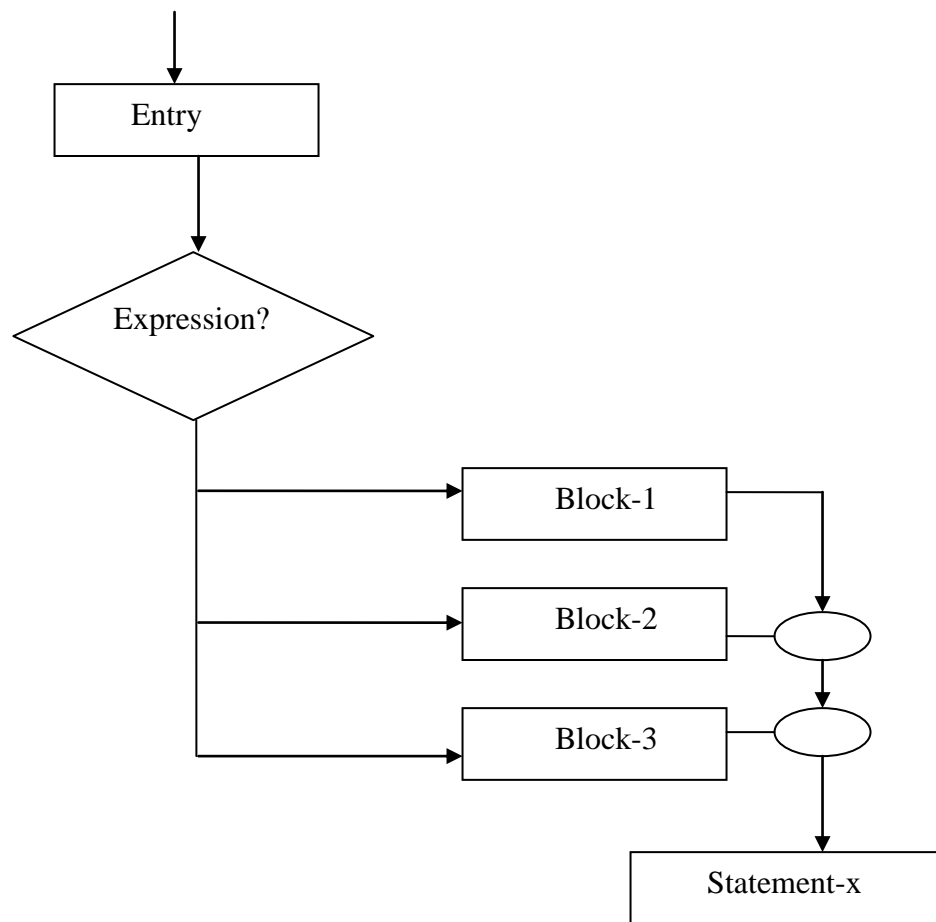 Entry
Expression?
Block-1
Block-2
Block-3
Statement-x